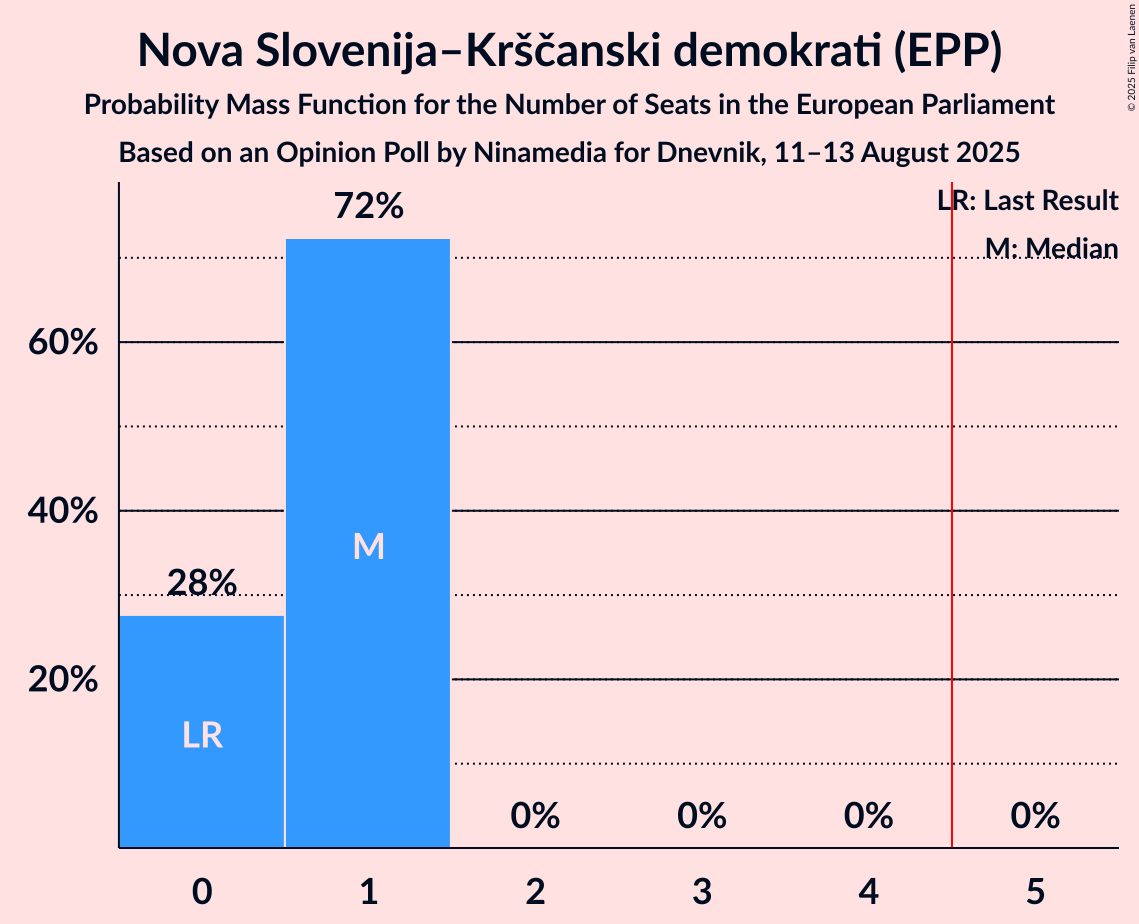 Nova Slovenija–Krščanski demokrati (EPP)
Probability Mass Function for the Number of Seats in the European Parliament
Based on an Opinion Poll by Ninamedia for Dnevnik, 11–13 August 2025
© 2025 Filip van Laenen
LR: Last Result
M: Median
72%
60%
40%
28%
20%
M
LR
0% 0% 0% 0%
0 1 2 3 4 5